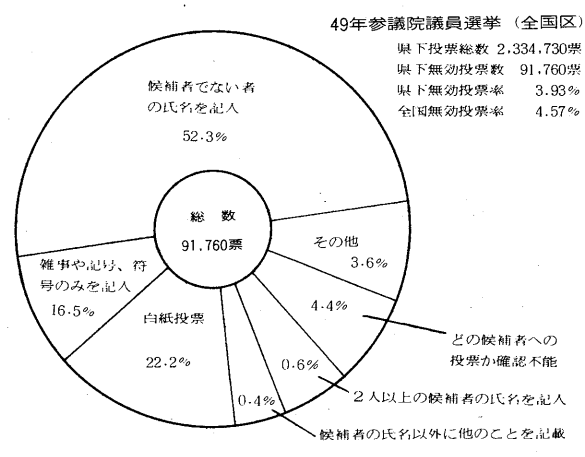 49年参議院議員選挙 (全国区)
県下投票総数 2,334,730票
県下無効投票数 91,760票
県下無効投票率 3.93%
全国無効投票率 4.57%
候補者でない者
の氏名を記入
52.3%
総 数
91,760票
その他
3.6%
雑事や記号、符
号のみを記入
16.5%
白紙投票
22.2%
4.4%
どの候補者への
投票か確認不能
0.6%
2人以上の候補者の氏名を記入
0.4%
候補者の氏名以外に他のことを記載